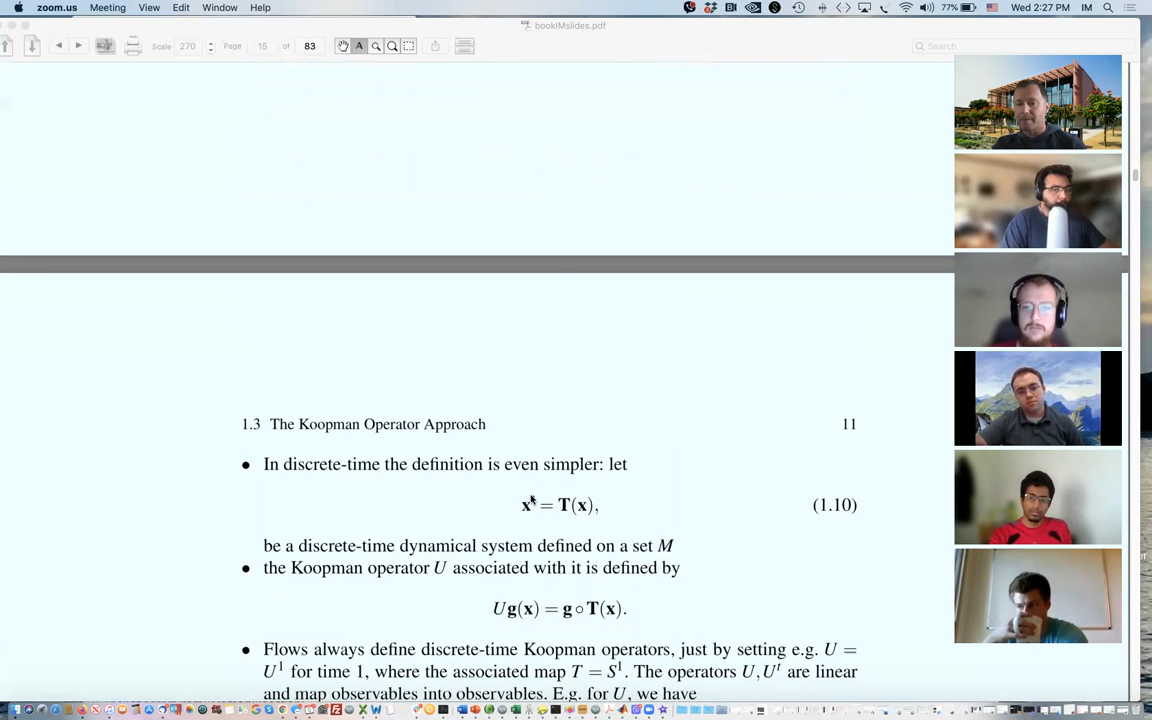 zoom.us Meeting View Edit Window Help 77% Wed 2:27 PM IM
bookIMslides.pdf
Scale 270 Page 15 of 83 A Search
1.3 The Koopman Operator Approach 11
• In discrete-time the definition is even simpler: let
x' = T(x), (1.10)
be a discrete-time dynamical system defined on a set M
• the Koopman operator U associated with it is defined by
Ug(x) = g ∘ T(x).
• Flows always define discrete-time Koopman operators, just by setting e.g. U =
U¹ for time 1, where the associated map T = S¹. The operators U, Uᵗ are linear
and map observables into observables. E.g. for U, we have